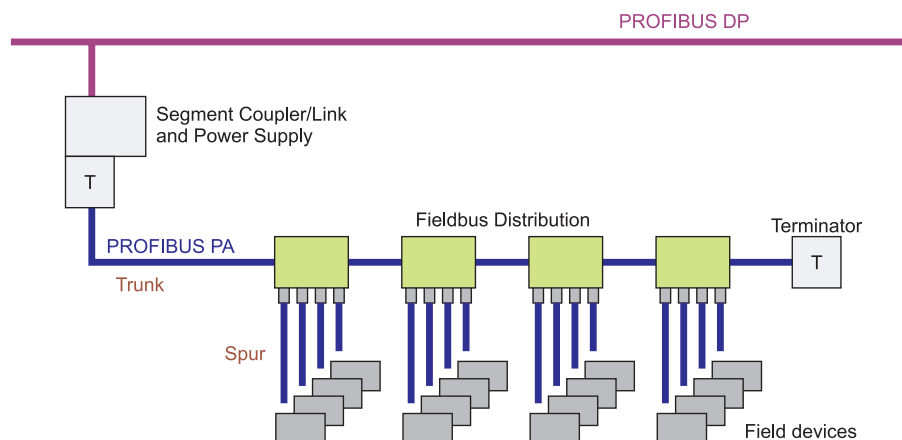 PROFIBUS DP
Segment Coupler/Link
and Power Supply
T
Fieldbus Distribution
Terminator
PROFIBUS PA
T
Trunk
Spur
Field devices